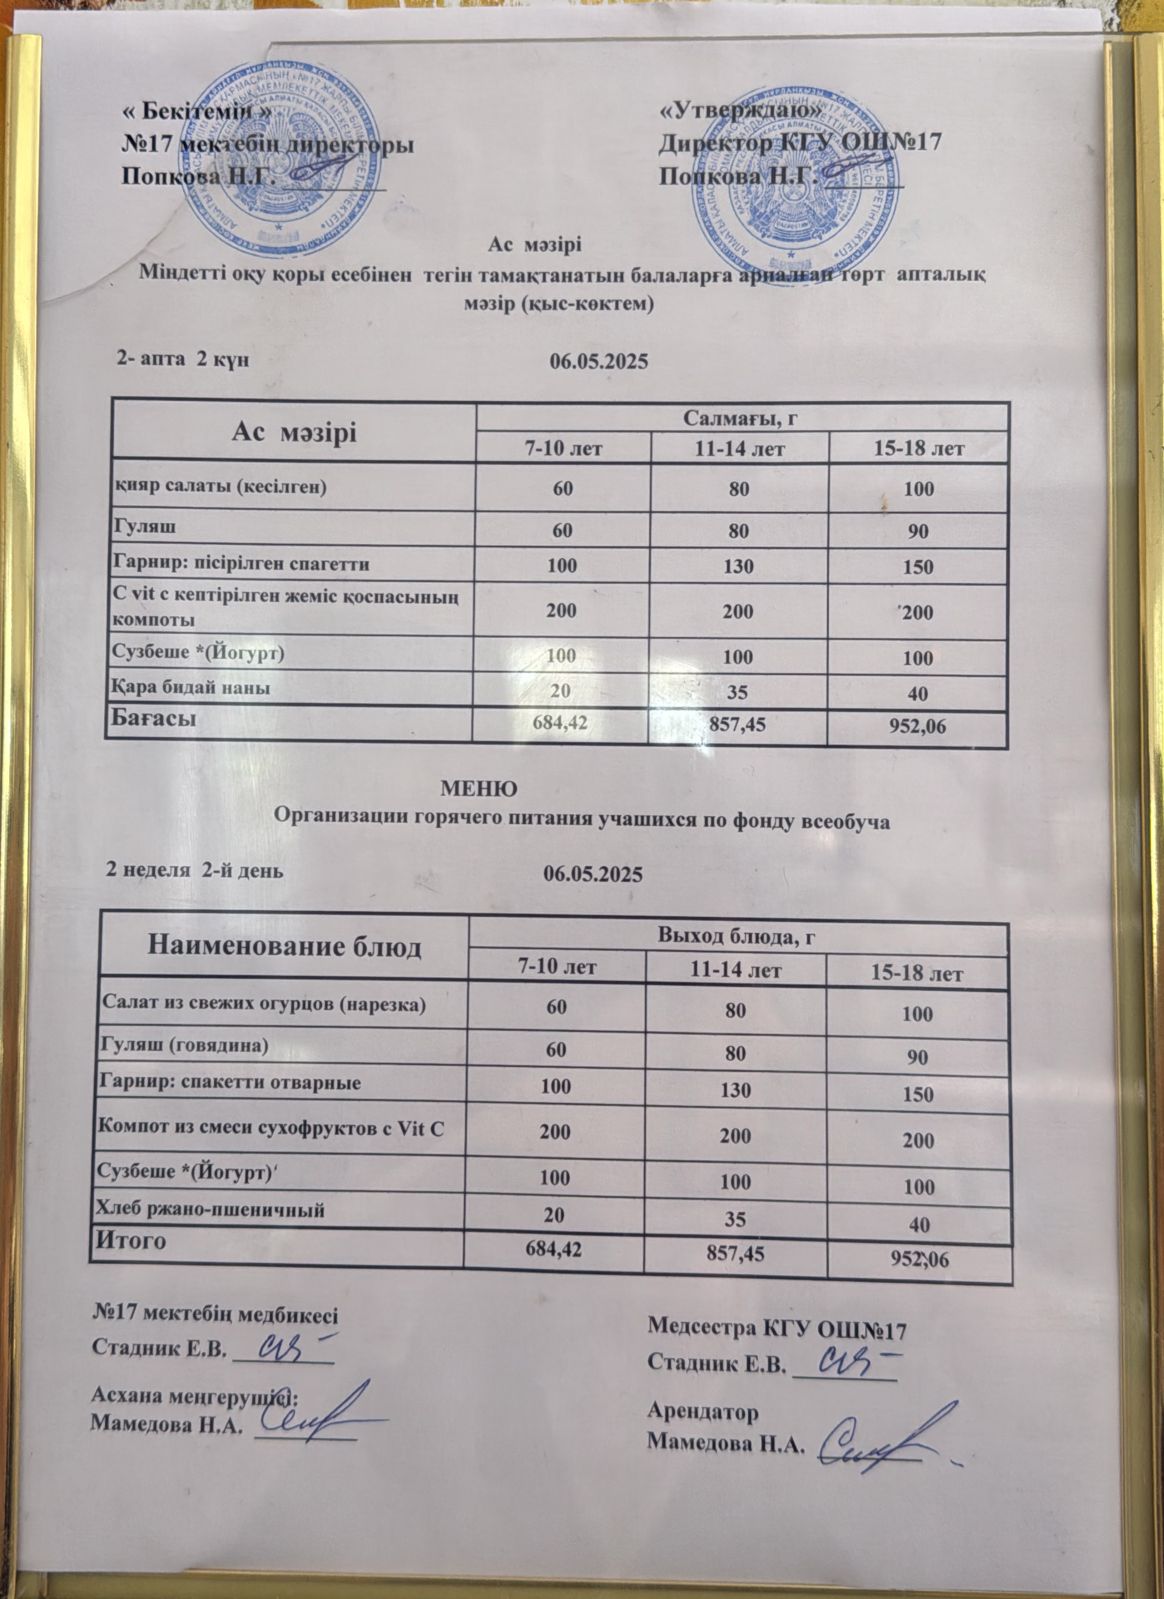 « Бекітемін » «Утверждаю»
№17 мектебің директоры Директор КГУ ОШ№17
Попкова Н.Г. Попкова Н.Г.
Ас мәзірі
Міндетті оқу қоры есебінен тегін тамақтанатын балаларға арналған төрт апталық
мәзір (қыс-көктем)
2- апта 2 күн 06.05.2025
Ас мәзірі Салмағы, г
7-10 лет 11-14 лет 15-18 лет
қияр салаты (кесілген) 60 80 100
Гуляш 60 80 90
Гарнир: пісірілген спагетти 100 130 150
C vit с кептірілген жеміс қоспасының
компоты 200 200 200
Сузбеше *(Йогурт) 100 100 100
Қара бидай наны 20 35 40
Бағасы 684,42 857,45 952,06
МЕНЮ
Организации горячего питания учашихся по фонду всеобуча
2 неделя 2-й день 06.05.2025
Наименование блюд Выход блюда, г
7-10 лет 11-14 лет 15-18 лет
Салат из свежих огурцов (нарезка) 60 80 100
Гуляш (говядина) 60 80 90
Гарнир: спакетти отварные 100 130 150
Компот из смеси сухофруктов с Vit C 200 200 200
Сузбеше *(Йогурт) 100 100 100
Хлеб ржано-пшеничный 20 35 40
Итого 684,42 857,45 952,06
№17 мектебің медбикесі Медсестра КГУ ОШ№17
Стадник Е.В. Стадник Е.В.
Асхана меңгерушісі: Арендатор
Мамедова Н.А. Мамедова Н.А.